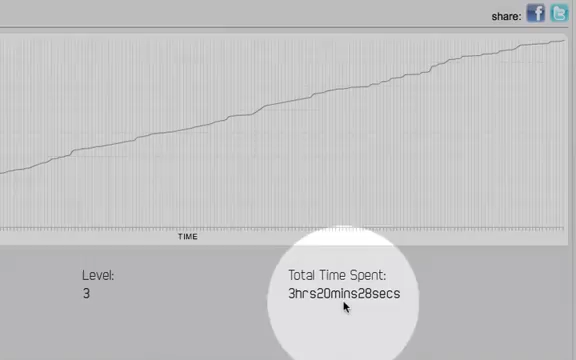 share:
TIME
Level:
3
Total Time Spent:
3hrs20mins28secs